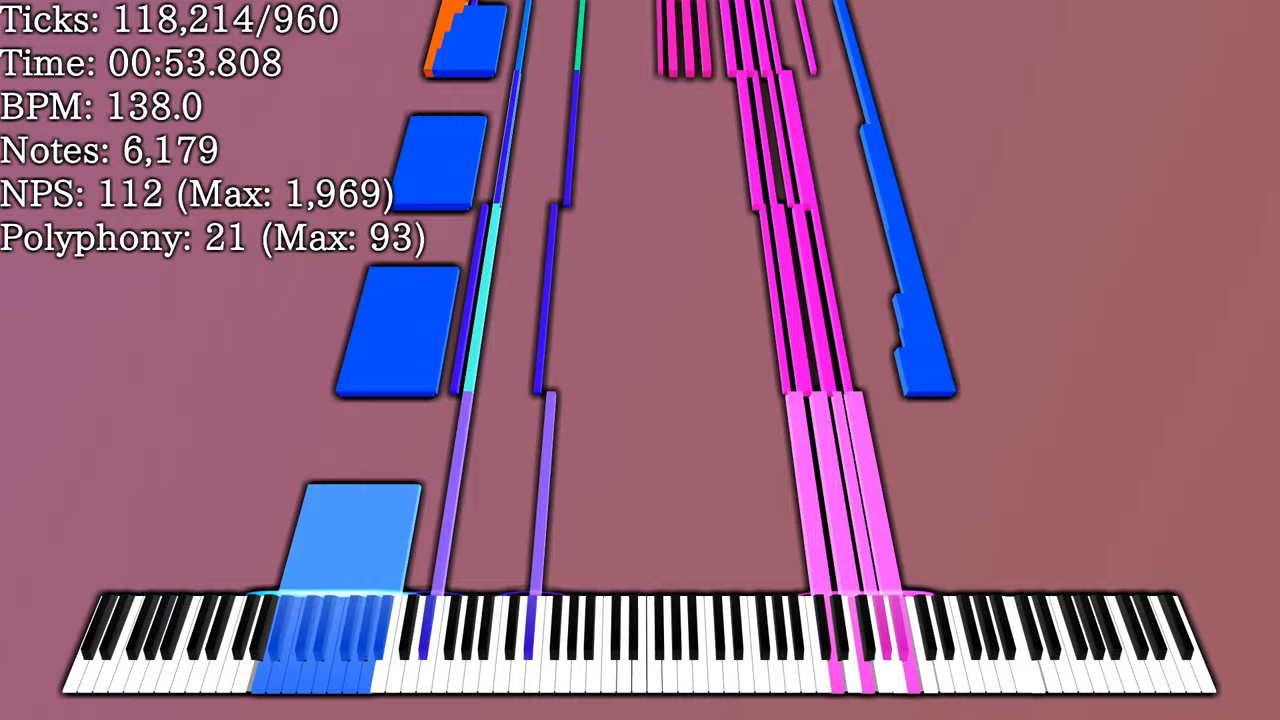 Ticks: 118,214/960
Time: 00:53.808
BPM: 138.0
Notes: 6,179
NPS: 112 (Max: 1,969)
Polyphony: 21 (Max: 93)